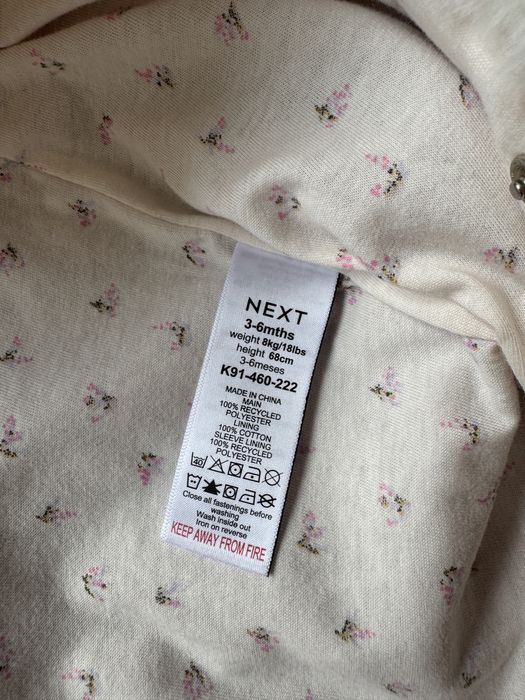 NEXT
3-6mths
weight 8kg/18lbs
height 68cm
3-6meses
K91-460-222
MADE IN CHINA
MAIN
100% RECYCLED
POLYESTER
LINING
100% COTTON
SLEEVE LINING
100% RECYCLED
POLYESTER
40
Close all fastenings before
washing
Wash inside out
Iron on reverse
KEEP AWAY FROM FIRE